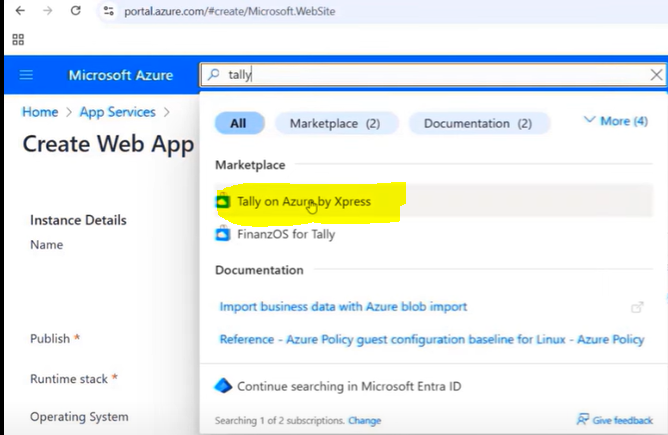 portal.azure.com/#create/Microsoft.WebSite
Microsoft Azure
tally
Home > App Services >
All
Marketplace (2)
Documentation (2)
More (4)
Create Web App
Marketplace
Tally on Azure by Xpress
Instance Details
Name
FinanzOS for Tally
Documentation
Import business data with Azure blob import
Publish *
Reference - Azure Policy guest configuration baseline for Linux - Azure Policy
Runtime stack *
Continue searching in Microsoft Entra ID
Operating System
Searching 1 of 2 subscriptions. Change
Give feedback